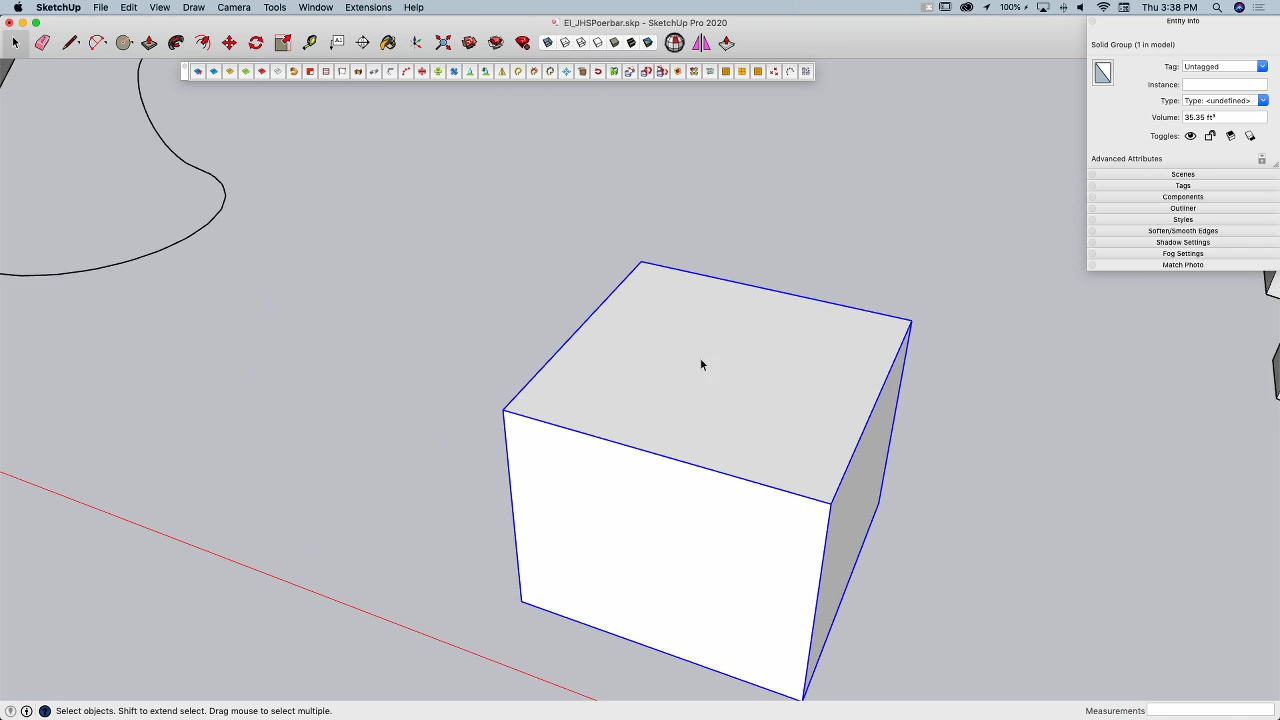 SketchUp File Edit View Camera Draw Tools Window Extensions Help 100% Thu 3:38 PM
EI_JHSPoerbar.skp - SketchUp Pro 2020
Entity Info
Solid Group (1 in model)
Tag: Untagged
Instance:
Type: Type: <undefined>
Volume: 35.35 ft³
Toggles:
Advanced Attributes
Scenes
Tags
Components
Outliner
Styles
Soften/Smooth Edges
Shadow Settings
Fog Settings
Match Photo
Select objects. Shift to extend select. Drag mouse to select multiple.
Measurements